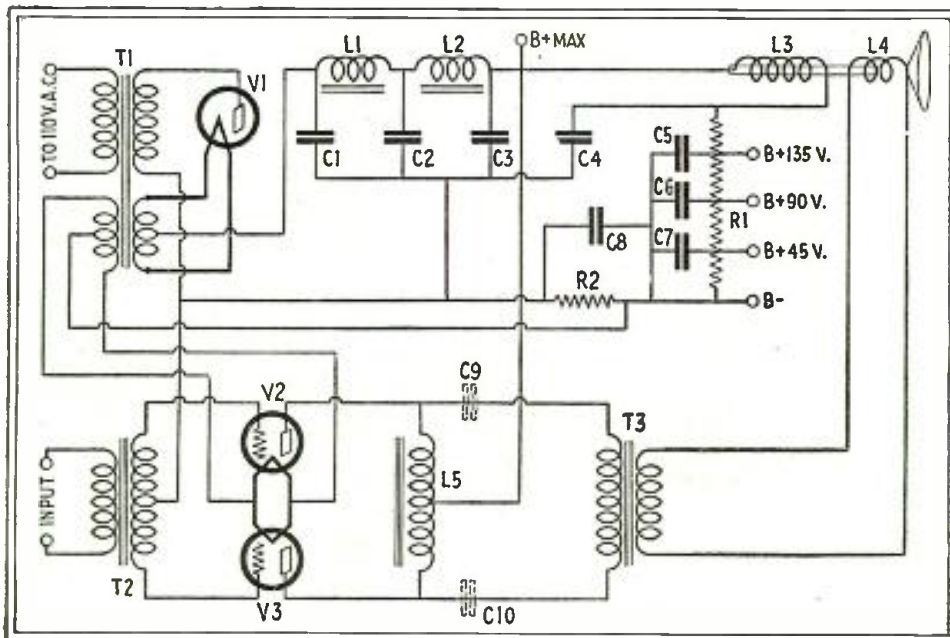 T1
TO 110 V. A.C.
V1
L1
L2
B+ MAX
L3
L4
C1
C2
C3
C4
C5
C6
C7
C8
R1
R2
B+135 V.
B+90 V.
B+45 V.
B-
C9
V2
T3
L5
INPUT
T2
V3
C10